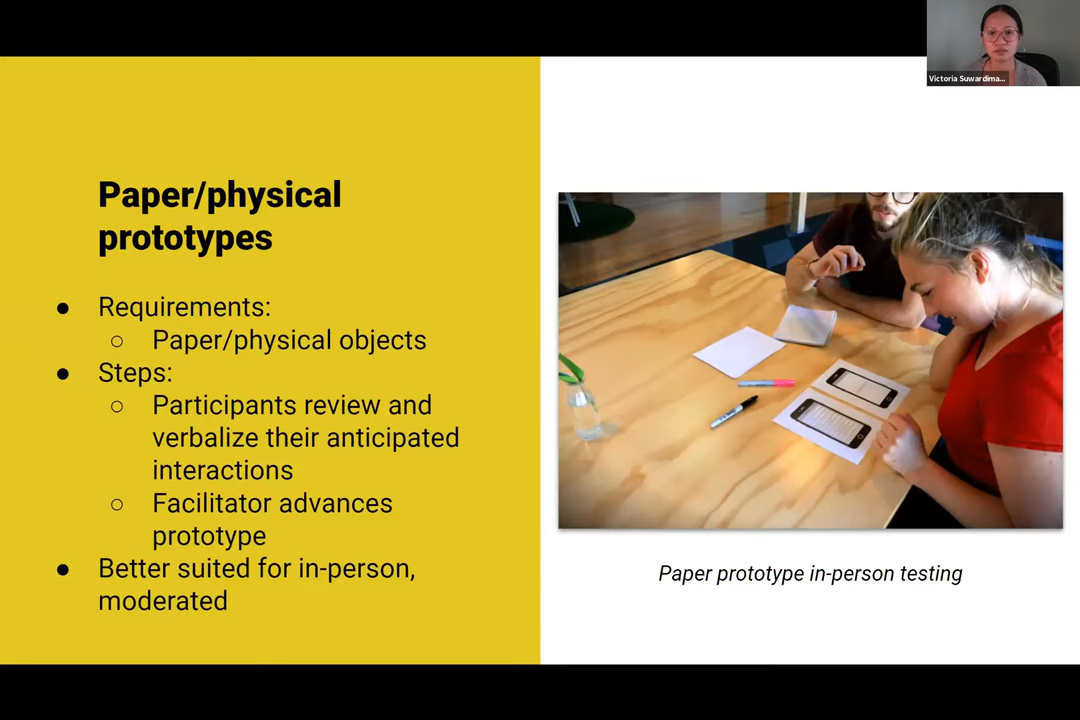 Victoria Suwardima...
Paper/physical
prototypes
● Requirements:
○ Paper/physical objects
● Steps:
○ Participants review and
verbalize their anticipated
interactions
○ Facilitator advances
prototype
● Better suited for in-person,
moderated
Paper prototype in-person testing